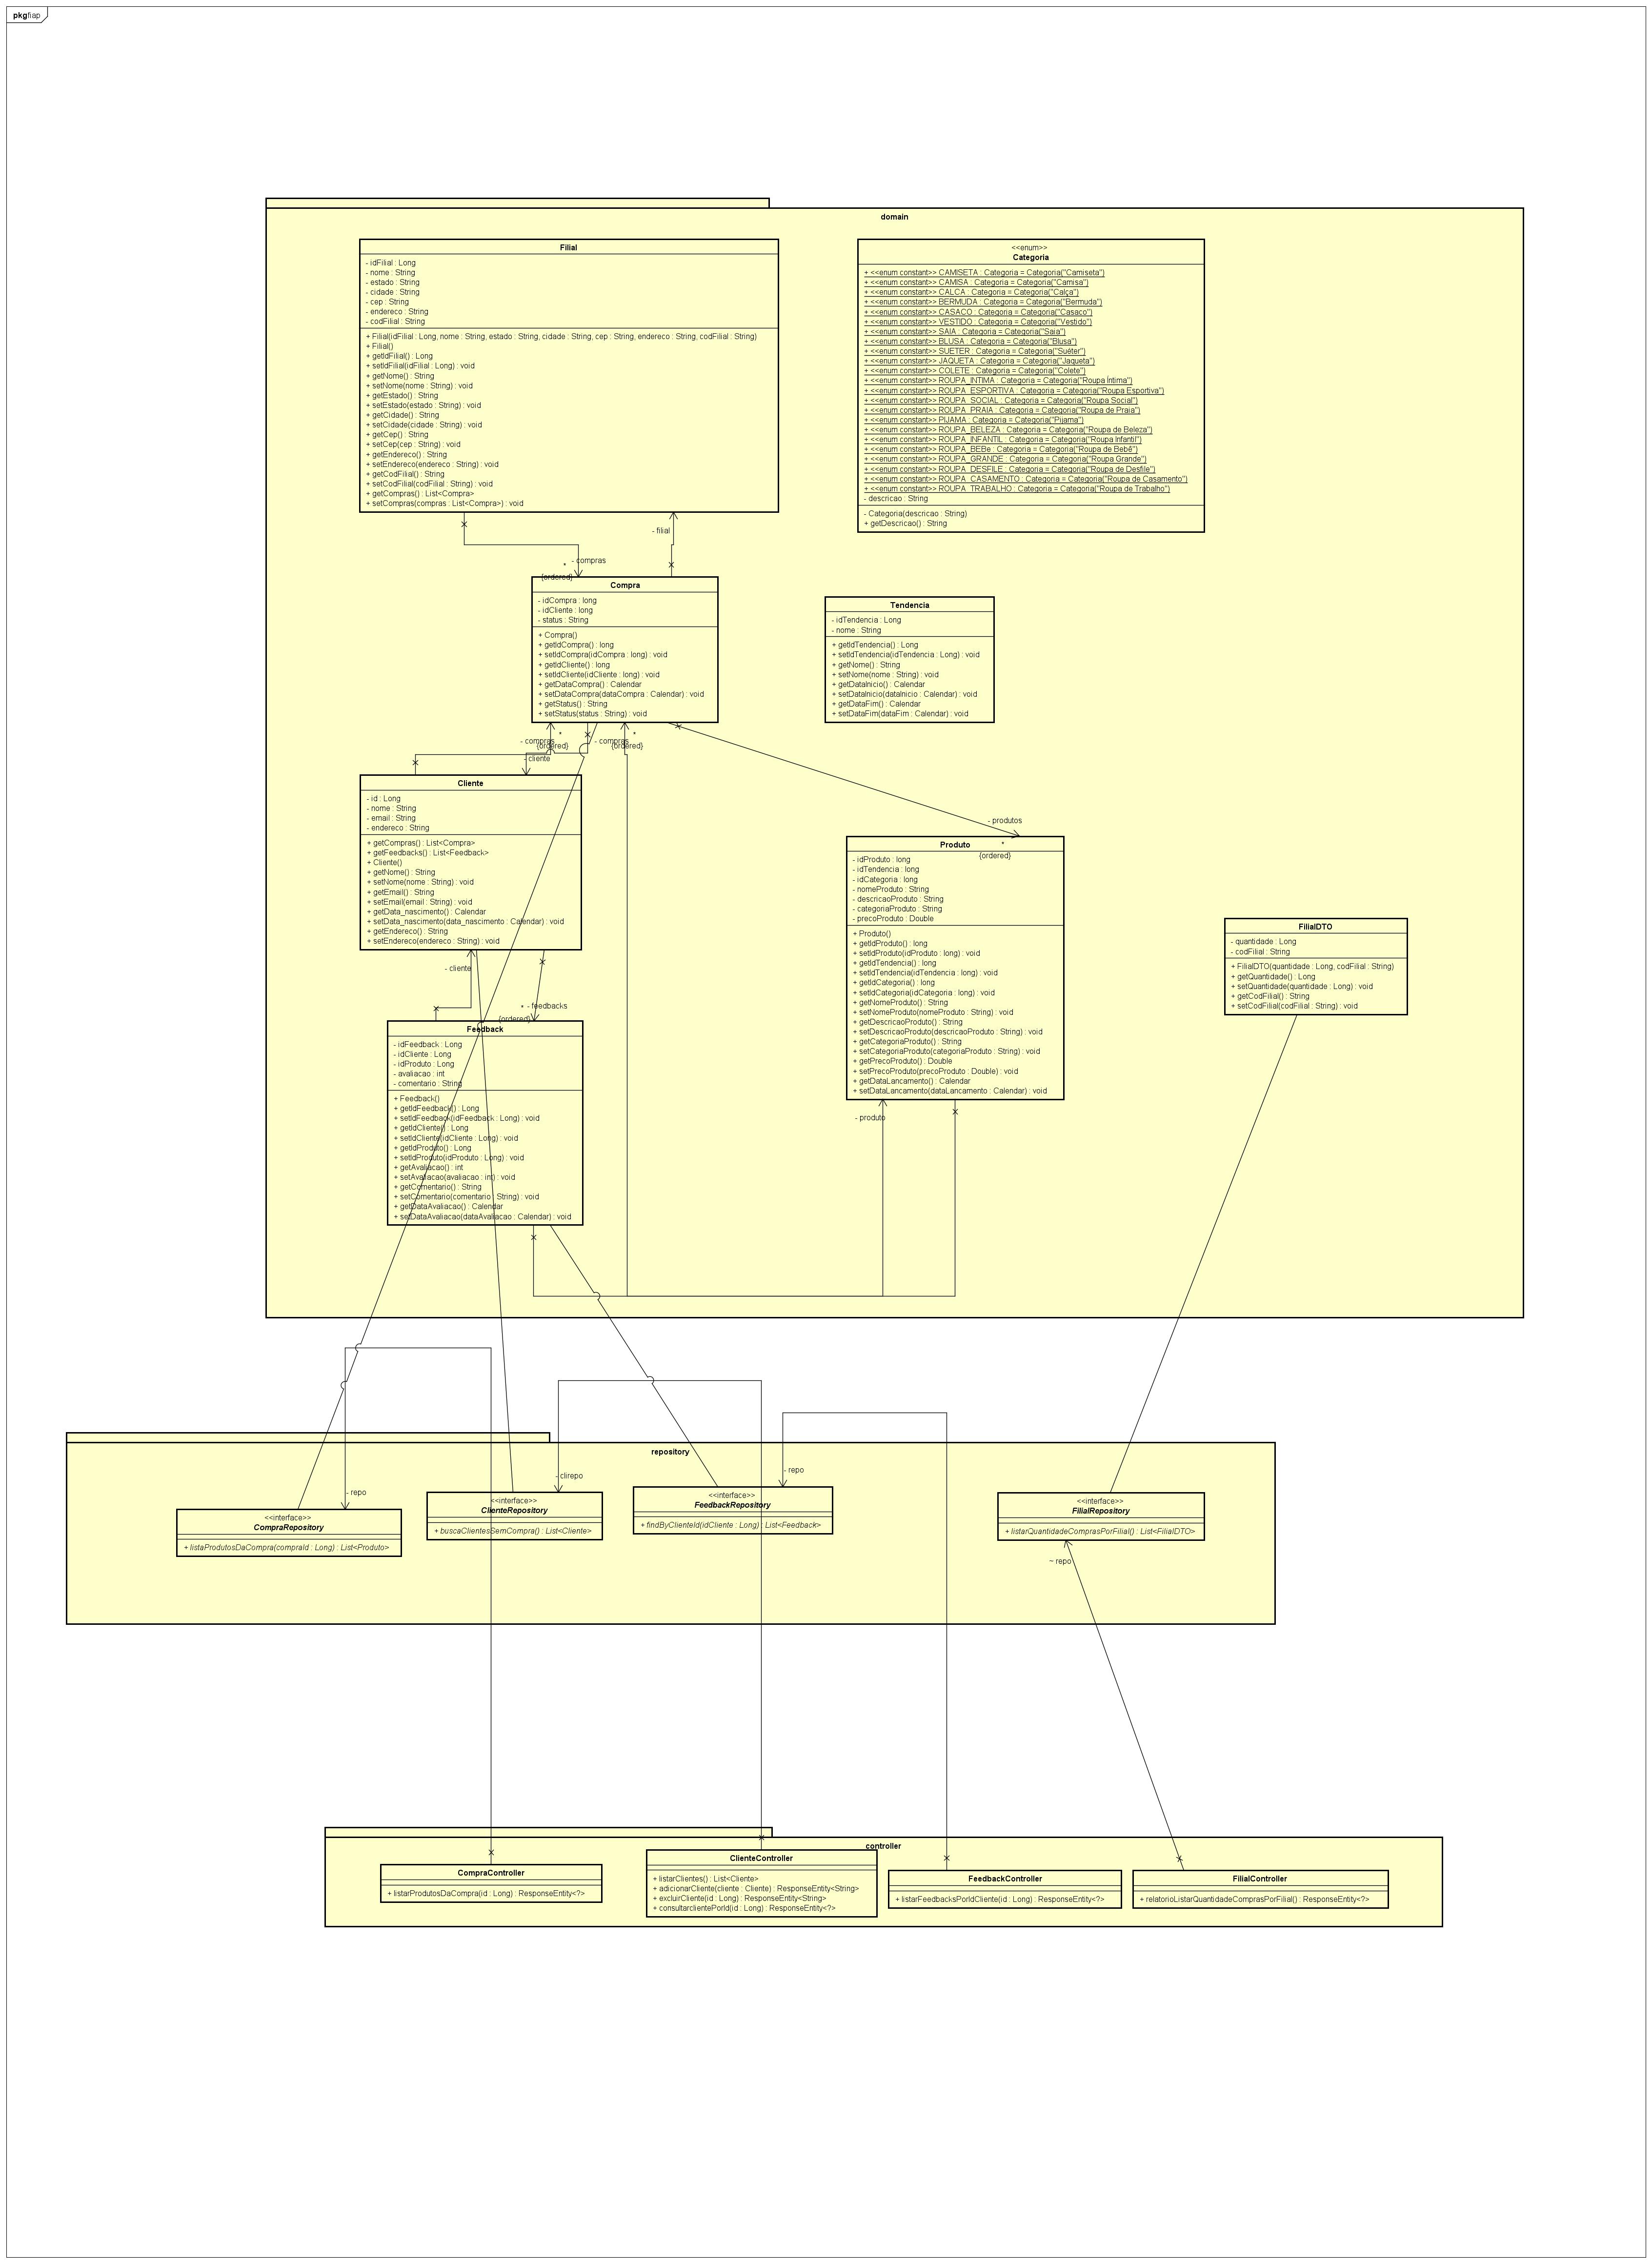 pkg fiap
domain
Filial
- idFilial : Long
- nome : String
- estado : String
- cidade : String
- cep : String
- endereco : String
- codFilial : String
+ Filial(idFilial : Long, nome : String, estado : String, cidade : String, cep : String, endereco : String, codFilial : String)
+ Filial()
+ getIdFilial() : Long
+ setIdFilial(idFilial : Long) : void
+ getNome() : String
+ setNome(nome : String) : void
+ getEstado() : String
+ setEstado(estado : String) : void
+ getCidade() : String
+ setCidade(cidade : String) : void
+ getCep() : String
+ setCep(cep : String) : void
+ getEndereco() : String
+ setEndereco(endereco : String) : void
+ getCodFilial() : String
+ setCodFilial(codFilial : String) : void
+ getCompras() : List<Compra>
+ setCompras(compras : List<Compra>) : void
<<enum>>
Categoria
+ <<enum constant>> CAMISETA : Categoria = Categoria("Camiseta")
+ <<enum constant>> CAMISA : Categoria = Categoria("Camisa")
+ <<enum constant>> CALCA : Categoria = Categoria("Calça")
+ <<enum constant>> BERMUDA : Categoria = Categoria("Bermuda")
+ <<enum constant>> CASACO : Categoria = Categoria("Casaco")
+ <<enum constant>> VESTIDO : Categoria = Categoria("Vestido")
+ <<enum constant>> SAIA : Categoria = Categoria("Saia")
+ <<enum constant>> BLUSA : Categoria = Categoria("Blusa")
+ <<enum constant>> SUETER : Categoria = Categoria("Suéter")
+ <<enum constant>> JAQUETA : Categoria = Categoria("Jaqueta")
+ <<enum constant>> COLETE : Categoria = Categoria("Colete")
+ <<enum constant>> ROUPA_INTIMA : Categoria = Categoria("Roupa Íntima")
+ <<enum constant>> ROUPA_ESPORTIVA : Categoria = Categoria("Roupa Esportiva")
+ <<enum constant>> ROUPA_SOCIAL : Categoria = Categoria("Roupa Social")
+ <<enum constant>> ROUPA_PRAIA : Categoria = Categoria("Roupa de Praia")
+ <<enum constant>> PIJAMA : Categoria = Categoria("Pijama")
+ <<enum constant>> ROUPA_BELEZA : Categoria = Categoria("Roupa de Beleza")
+ <<enum constant>> ROUPA_INFANTIL : Categoria = Categoria("Roupa Infantil")
+ <<enum constant>> ROUPA_BEBe : Categoria = Categoria("Roupa de Bebê")
+ <<enum constant>> ROUPA_GRANDE : Categoria = Categoria("Roupa Grande")
+ <<enum constant>> ROUPA_DESFILE : Categoria = Categoria("Roupa de Desfile")
+ <<enum constant>> ROUPA_CASAMENTO : Categoria = Categoria("Roupa de Casamento")
+ <<enum constant>> ROUPA_TRABALHO : Categoria = Categoria("Roupa de Trabalho")
- descricao : String
- Categoria(descricao : String)
+ getDescricao() : String
- filial
- compras
*
{ordered}
Compra
- idCompra : long
- idCliente : long
- status : String
+ Compra()
+ getIdCompra() : long
+ setIdCompra(idCompra : long) : void
+ getIdCliente() : long
+ setIdCliente(idCliente : long) : void
+ getDataCompra() : Calendar
+ setDataCompra(dataCompra : Calendar) : void
+ getStatus() : String
+ setStatus(status : String) : void
Tendencia
- idTendencia : Long
- nome : String
+ getIdTendencia() : Long
+ setIdTendencia(idTendencia : Long) : void
+ getNome() : String
+ setNome(nome : String) : void
+ getDataInicio() : Calendar
+ setDataInicio(dataInicio : Calendar) : void
+ getDataFim() : Calendar
+ setDataFim(dataFim : Calendar) : void
*
- compras
{ordered}
*
- compras
{ordered}
- cliente
Cliente
- id : Long
- nome : String
- email : String
- endereco : String
+ getCompras() : List<Compra>
+ getFeedbacks() : List<Feedback>
+ Cliente()
+ getNome() : String
+ setNome(nome : String) : void
+ getEmail() : String
+ setEmail(email : String) : void
+ getData_nascimento() : Calendar
+ setData_nascimento(data_nascimento : Calendar) : void
+ getEndereco() : String
+ setEndereco(endereco : String) : void
- produtos
*
{ordered}
Produto
- idProduto : long
- idTendencia : long
- idCategoria : long
- nomeProduto : String
- descricaoProduto : String
- categoriaProduto : String
- precoProduto : Double
+ Produto()
+ getIdProduto() : long
+ setIdProduto(idProduto : long) : void
+ getIdTendencia() : long
+ setIdTendencia(idTendencia : long) : void
+ getIdCategoria() : long
+ setIdCategoria(idCategoria : long) : void
+ getNomeProduto() : String
+ setNomeProduto(nomeProduto : String) : void
+ getDescricaoProduto() : String
+ setDescricaoProduto(descricaoProduto : String) : void
+ getCategoriaProduto() : String
+ setCategoriaProduto(categoriaProduto : String) : void
+ getPrecoProduto() : Double
+ setPrecoProduto(precoProduto : Double) : void
+ getDataLancamento() : Calendar
+ setDataLancamento(dataLancamento : Calendar) : void
FilialDTO
- quantidade : Long
- codFilial : String
+ FilialDTO(quantidade : Long, codFilial : String)
+ getQuantidade() : Long
+ setQuantidade(quantidade : Long) : void
+ getCodFilial() : String
+ setCodFilial(codFilial : String) : void
- cliente
* - feedbacks
{ordered}
Feedback
- idFeedback : Long
- idCliente : Long
- idProduto : Long
- avaliacao : int
- comentario : String
+ Feedback()
+ getIdFeedback() : Long
+ setIdFeedback(idFeedback : Long) : void
+ getIdCliente() : Long
+ setIdCliente(idCliente : Long) : void
+ getIdProduto() : Long
+ setIdProduto(idProduto : Long) : void
+ getAvaliacao() : int
+ setAvaliacao(avaliacao : int) : void
+ getComentario() : String
+ setComentario(comentario : String) : void
+ getDataAvaliacao() : Calendar
+ setDataAvaliacao(dataAvaliacao : Calendar) : void
- produto
repository
- repo
- clirepo
- repo
<<interface>>
CompraRepository
+ listaProdutosDaCompra(compraId : Long) : List<Produto>
<<interface>>
ClienteRepository
+ buscaClientesSemCompra() : List<Cliente>
<<interface>>
FeedbackRepository
+ findByClienteId(idCliente : Long) : List<Feedback>
<<interface>>
FilialRepository
+ listarQuantidadeComprasPorFilial() : List<FilialDTO>
~ repo
controller
CompraController
+ listarProdutosDaCompra(id : Long) : ResponseEntity<?>
ClienteController
+ listarClientes() : List<Cliente>
+ adicionarCliente(cliente : Cliente) : ResponseEntity<String>
+ excluirCliente(id : Long) : ResponseEntity<String>
+ consultarclientePorId(id : Long) : ResponseEntity<?>
FeedbackController
+ listarFeedbacksPorIdCliente(id : Long) : ResponseEntity<?>
FilialController
+ relatorioListarQuantidadeComprasPorFilial() : ResponseEntity<?>